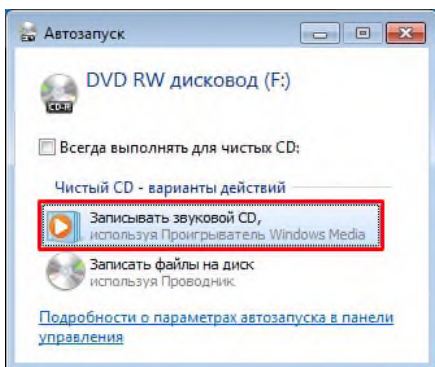 Автозапуск
DVD RW дисковод (F:)
CD-R
Всегда выполнять для чистых CD:
Чистый CD - варианты действий
Записывать звуковой CD,
используя Проигрыватель Windows Media
Записать файлы на диск
используя Проводник
Подробности о параметрах автозапуска в панели
управления